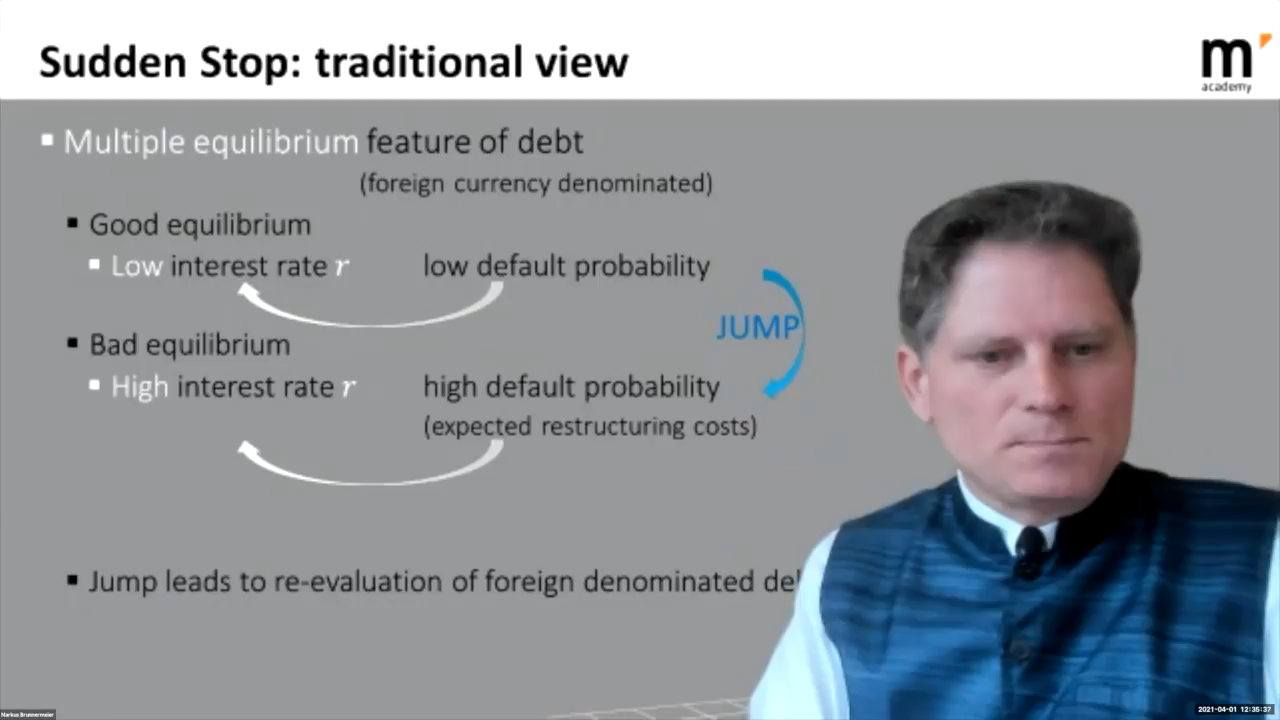 Sudden Stop: traditional view
m'
academy
Multiple equilibrium feature of debt
(foreign currency denominated)
Good equilibrium
Low interest rate r low default probability
JUMP
Bad equilibrium
High interest rate r high default probability
(expected restructuring costs)
Jump leads to re-evaluation of foreign denominated
Markus Brunnermeier
2021-04-01 12:35:37